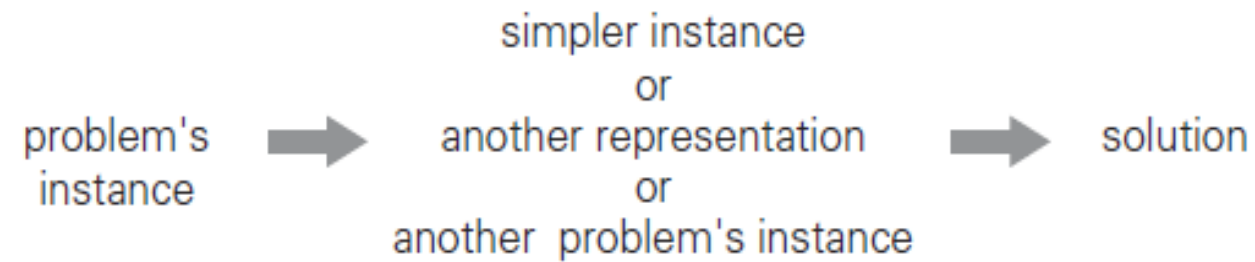 problem's
instance
simpler instance
or
another representation
or
another problem's instance
solution